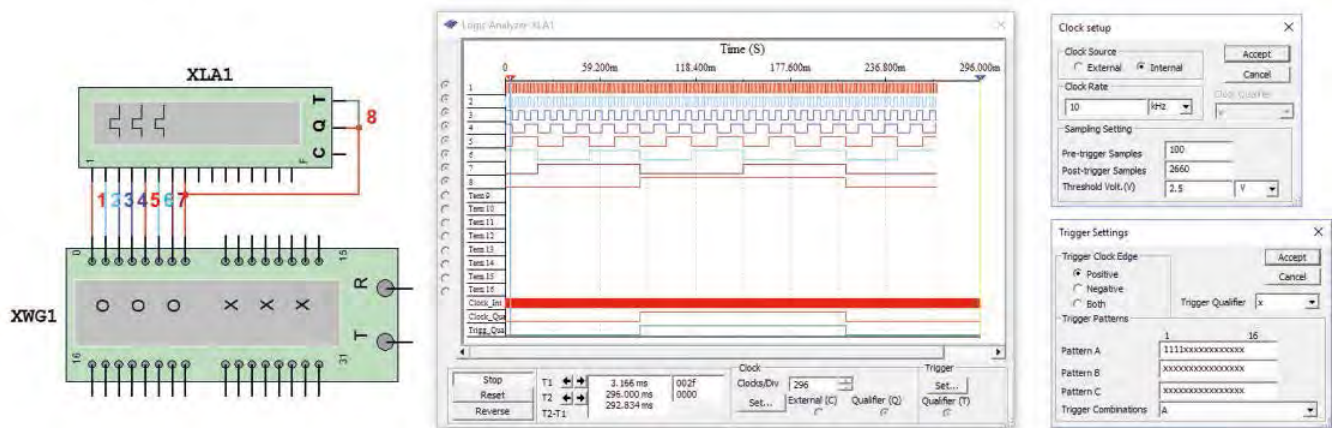 XLA1
T
Q
C
8
1
F
1 2 3 4 5 6 7
0
15
O O O X X X
R
XWG1
T
16
31
Logic Analyzer-XLA1
Time (S)
0 59.200m 118.400m 177.600m 236.800m 296.000m
1
2
3
4
5
6
7
8
Term 9
Term 10
Term 11
Term 12
Term 13
Term 14
Term 15
Term 16
Clock_Int
Clock_Qua
Trigg_Qua
Stop
Reset
Reverse
T1 3.166 ms 002f
T2 296.000 ms 0000
T2-T1 292.834 ms
Clock
Clocks/Div 296
Set... External (C) Qualifier (Q)
Trigger
Set...
Qualifier (T)
Clock setup
Clock Source
External Internal
Accept
Cancel
Clock Rate
10 kHz
Clock Qualifier
x
Sampling Setting
Pre-trigger Samples 100
Post-trigger Samples 2660
Threshold Volt.(V) 2.5 V
Trigger Settings
Trigger Clock Edge
Positive
Negative
Both
Accept
Cancel
Trigger Qualifier x
Trigger Patterns
1 16
Pattern A 1111xxxxxxxxxxxx
Pattern B xxxxxxxxxxxxxxxx
Pattern C xxxxxxxxxxxxxxxx
Trigger Combinations A